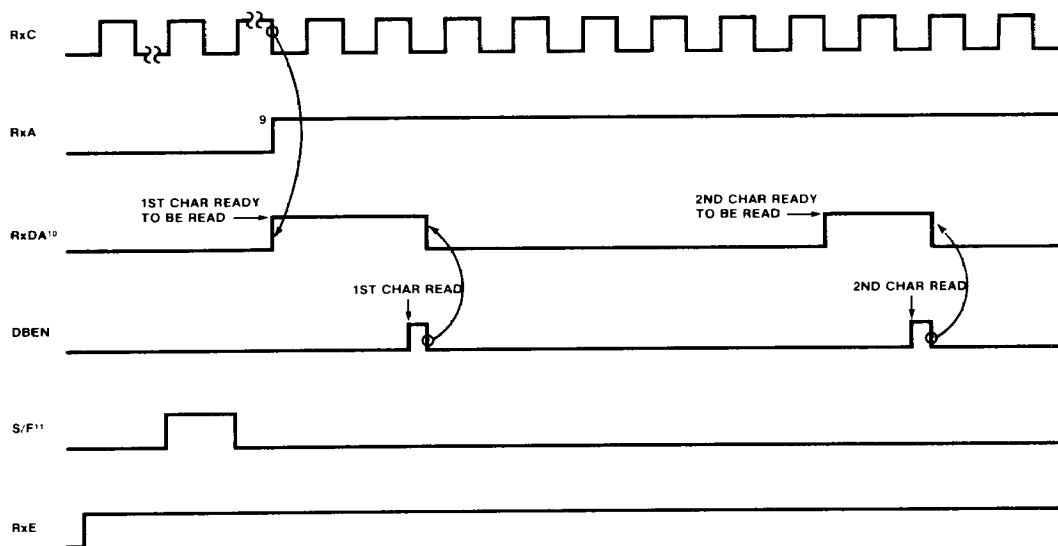 RxC
RxA
9
1ST CHAR READY
TO BE READ
2ND CHAR READY
TO BE READ
RxDA¹⁰
1ST CHAR READ
2ND CHAR READ
DBEN
S/F¹¹
RxE